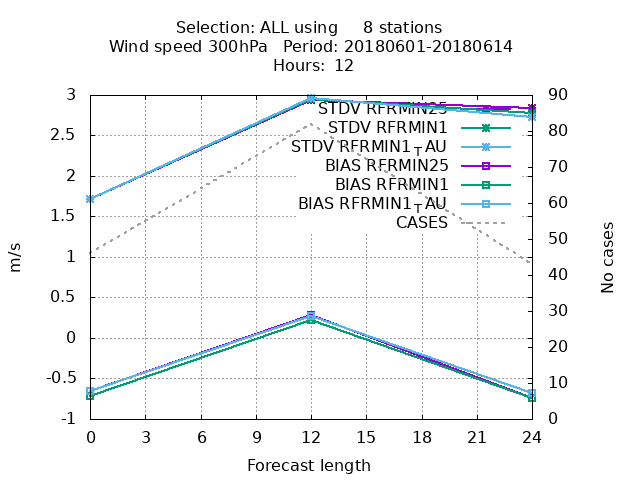 Selection: ALL using 8 stations
Wind speed 300hPa Period: 20180601-20180614
Hours: 12
3
2.5
2
1.5
1
0.5
0
-0.5
-1
m/s
90
80
70
60
50
40
30
20
10
0
No cases
STDV RFRMIN25
STDV RFRMIN1
STDV RFRMIN1TAU
BIAS RFRMIN25
BIAS RFRMIN1
BIAS RFRMIN1TAU
CASES
0 3 6 9 12 15 18 21 24
Forecast length